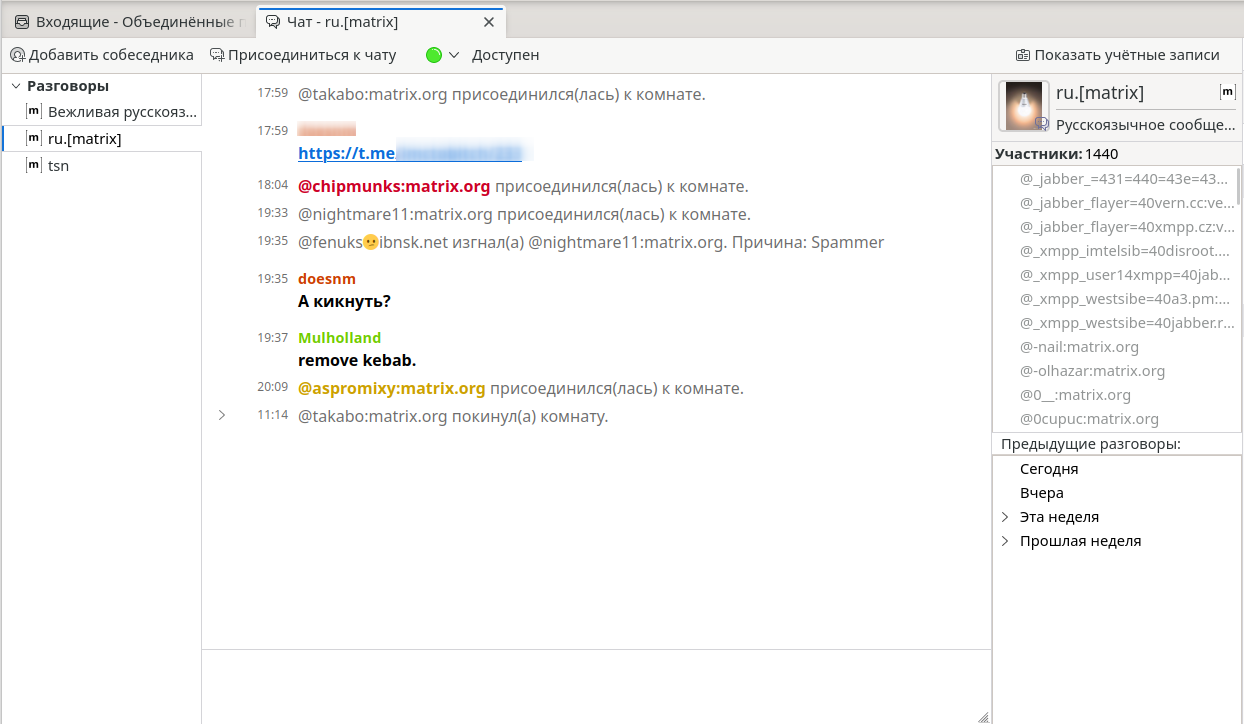 Входящие - Объединённые
Чат - ru.[matrix]
Добавить собеседника
Присоединиться к чату
Доступен
Показать учётные записи
Разговоры
[m] Вежливая русскояз...
[m] ru.[matrix]
[m] tsn
17:59 @takabo:matrix.org присоединился(лась) к комнате.
17:59
https://t.me
18:04 @chipmunks:matrix.org присоединился(лась) к комнате.
19:33 @nightmare11:matrix.org присоединился(лась) к комнате.
19:35 @fenuks🫤ibnsk.net изгнал(а) @nightmare11:matrix.org. Причина: Spammer
19:35 doesnm
А кикнуть?
19:37 Mulholland
remove kebab.
20:09 @aspromixy:matrix.org присоединился(лась) к комнате.
11:14 @takabo:matrix.org покинул(а) комнату.
ru.[matrix] [m]
Русскоязычное сообще...
Участники: 1440
@_jabber_=431=440=43e=43...
@_jabber_flayer=40vern.cc:ve...
@_jabber_flayer=40xmpp.cz:v...
@_xmpp_imtelsib=40disroot....
@_xmpp_user14xmpp=40jab...
@_xmpp_westsibe=40a3.pm:...
@_xmpp_westsibe=40jabber.r...
@-nail:matrix.org
@-olhazar:matrix.org
@0__:matrix.org
@0cupuc:matrix.org
Предыдущие разговоры:
Сегодня
Вчера
Эта неделя
Прошлая неделя